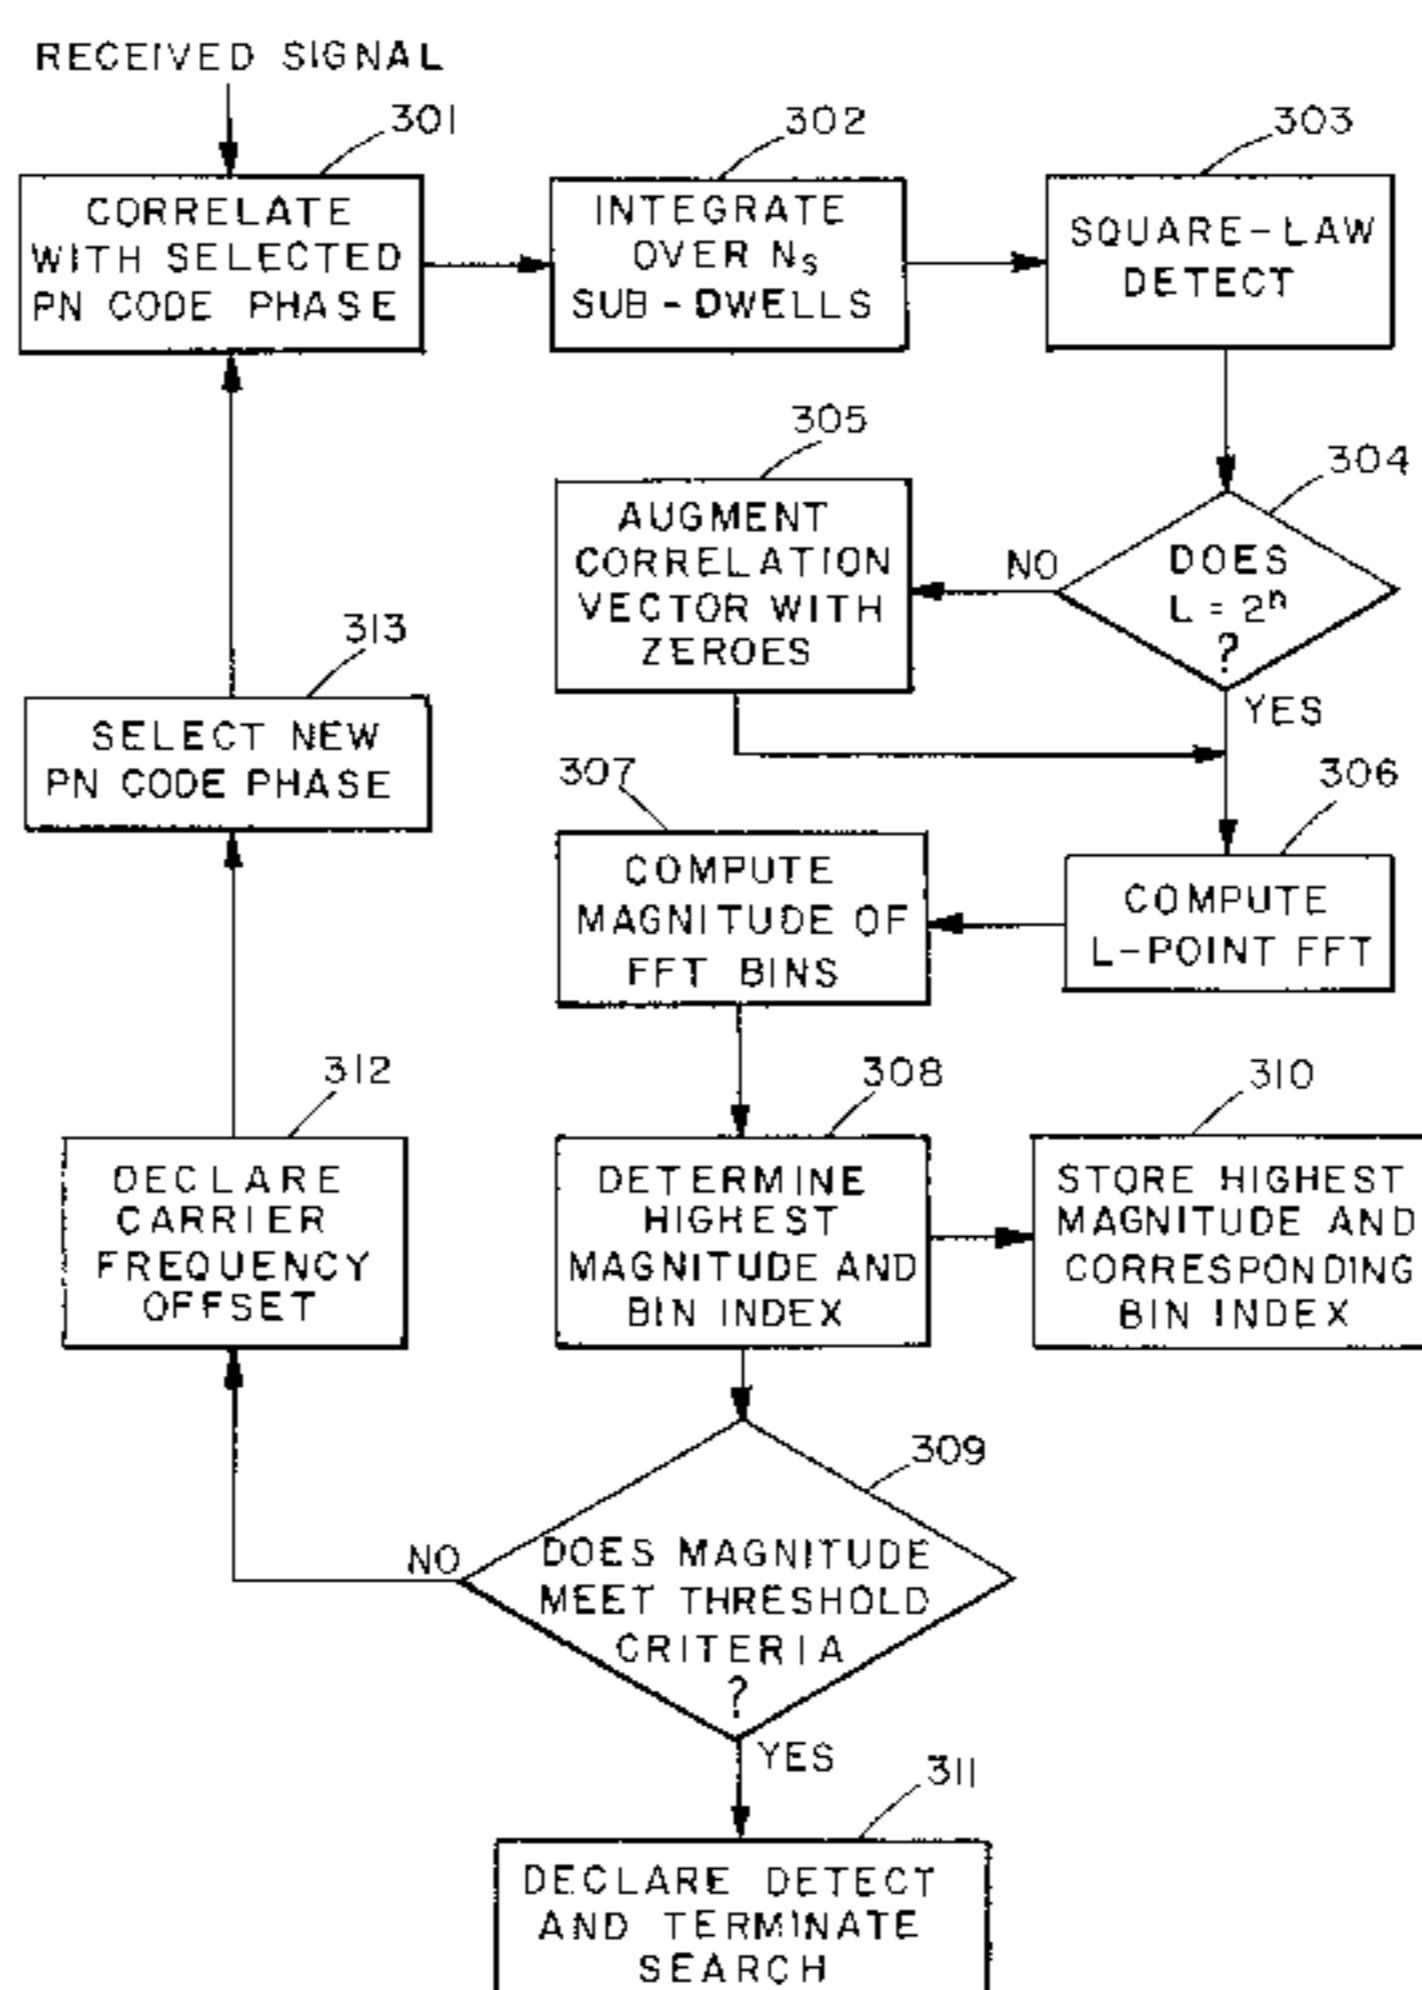 RECEIVED SIGNAL
301
CORRELATE
WITH SELECTED
PN CODE PHASE
302
INTEGRATE
OVER Ns
SUB-DWELLS
303
SQUARE-LAW
DETECT
304
DOES
L = 2ⁿ
?
NO
YES
305
AUGMENT
CORRELATION
VECTOR WITH
ZEROES
306
COMPUTE
L-POINT FFT
307
COMPUTE
MAGNITUDE OF
FFT BINS
308
DETERMINE
HIGHEST
MAGNITUDE AND
BIN INDEX
310
STORE HIGHEST
MAGNITUDE AND
CORRESPONDING
BIN INDEX
309
DOES MAGNITUDE
MEET THRESHOLD
CRITERIA
?
NO
YES
311
DECLARE DETECT
AND TERMINATE
SEARCH
312
DECLARE
CARRIER
FREQUENCY
OFFSET
313
SELECT NEW
PN CODE PHASE